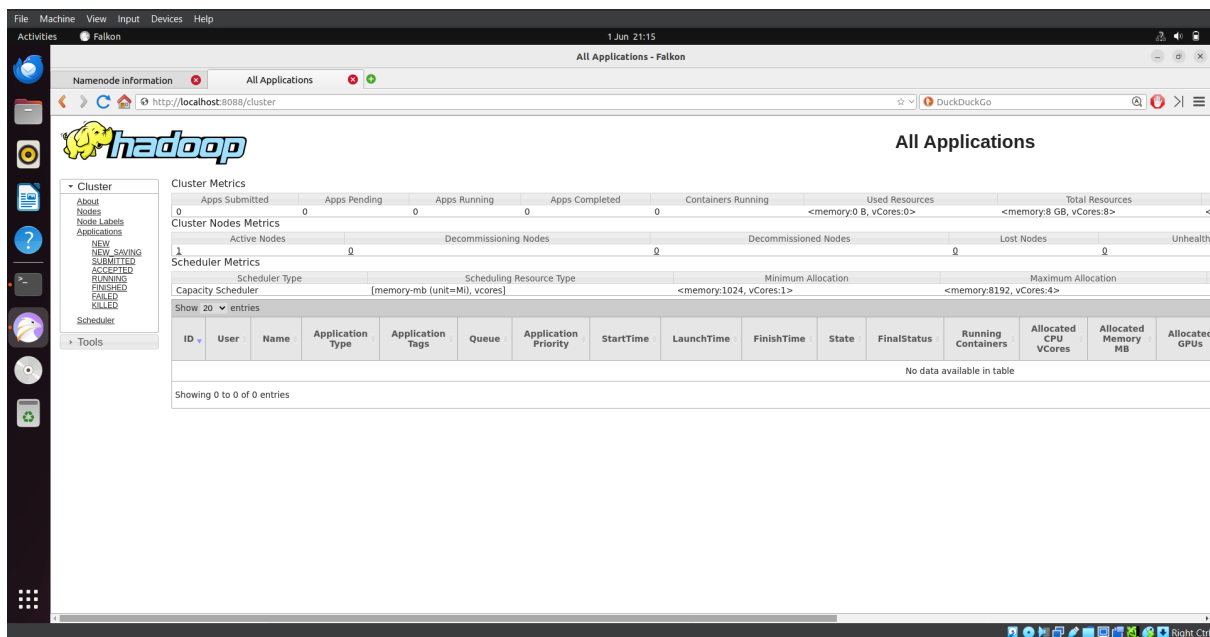 File Machine View Input Devices Help
Activities Falkon 1 Jun 21:15
All Applications - Falkon
Namenode information All Applications
http://localhost:8088/cluster DuckDuckGo
hadoop
All Applications
Cluster
About
Nodes
Node Labels
Applications
NEW
NEW_SAVING
SUBMITTED
ACCEPTED
RUNNING
FINISHED
FAILED
KILLED
Scheduler
Tools
Cluster Metrics
Apps Submitted Apps Pending Apps Running Apps Completed Containers Running Used Resources Total Resources
0 0 0 0 0 <memory:0 B, vCores:0> <memory:8 GB, vCores:8> <
Cluster Nodes Metrics
Active Nodes Decommissioning Nodes Decommissioned Nodes Lost Nodes Unhealth
1 0 0 0 0
Scheduler Metrics
Scheduler Type Scheduling Resource Type Minimum Allocation Maximum Allocation
Capacity Scheduler [memory-mb (unit=Mi), vcores] <memory:1024, vCores:1> <memory:8192, vCores:4>
Show 20 entries
ID User Name Application Type Application Tags Queue Application Priority StartTime LaunchTime FinishTime State FinalStatus Running Containers Allocated CPU VCores Allocated Memory MB Allocated GPUs
No data available in table
Showing 0 to 0 of 0 entries
Right Ctrl